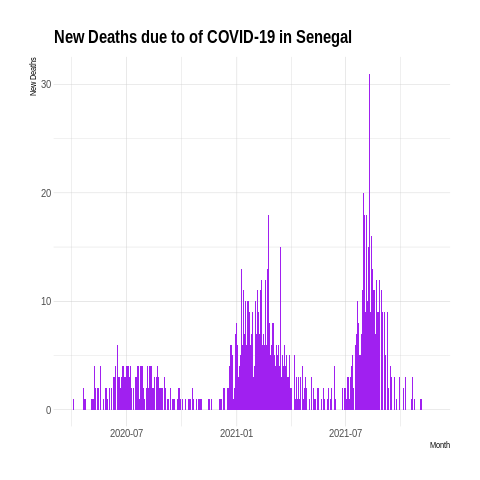 New Deaths due to of COVID-19 in Senegal
New Deaths
30
20
10
0
2020-07
2021-01
2021-07
Month